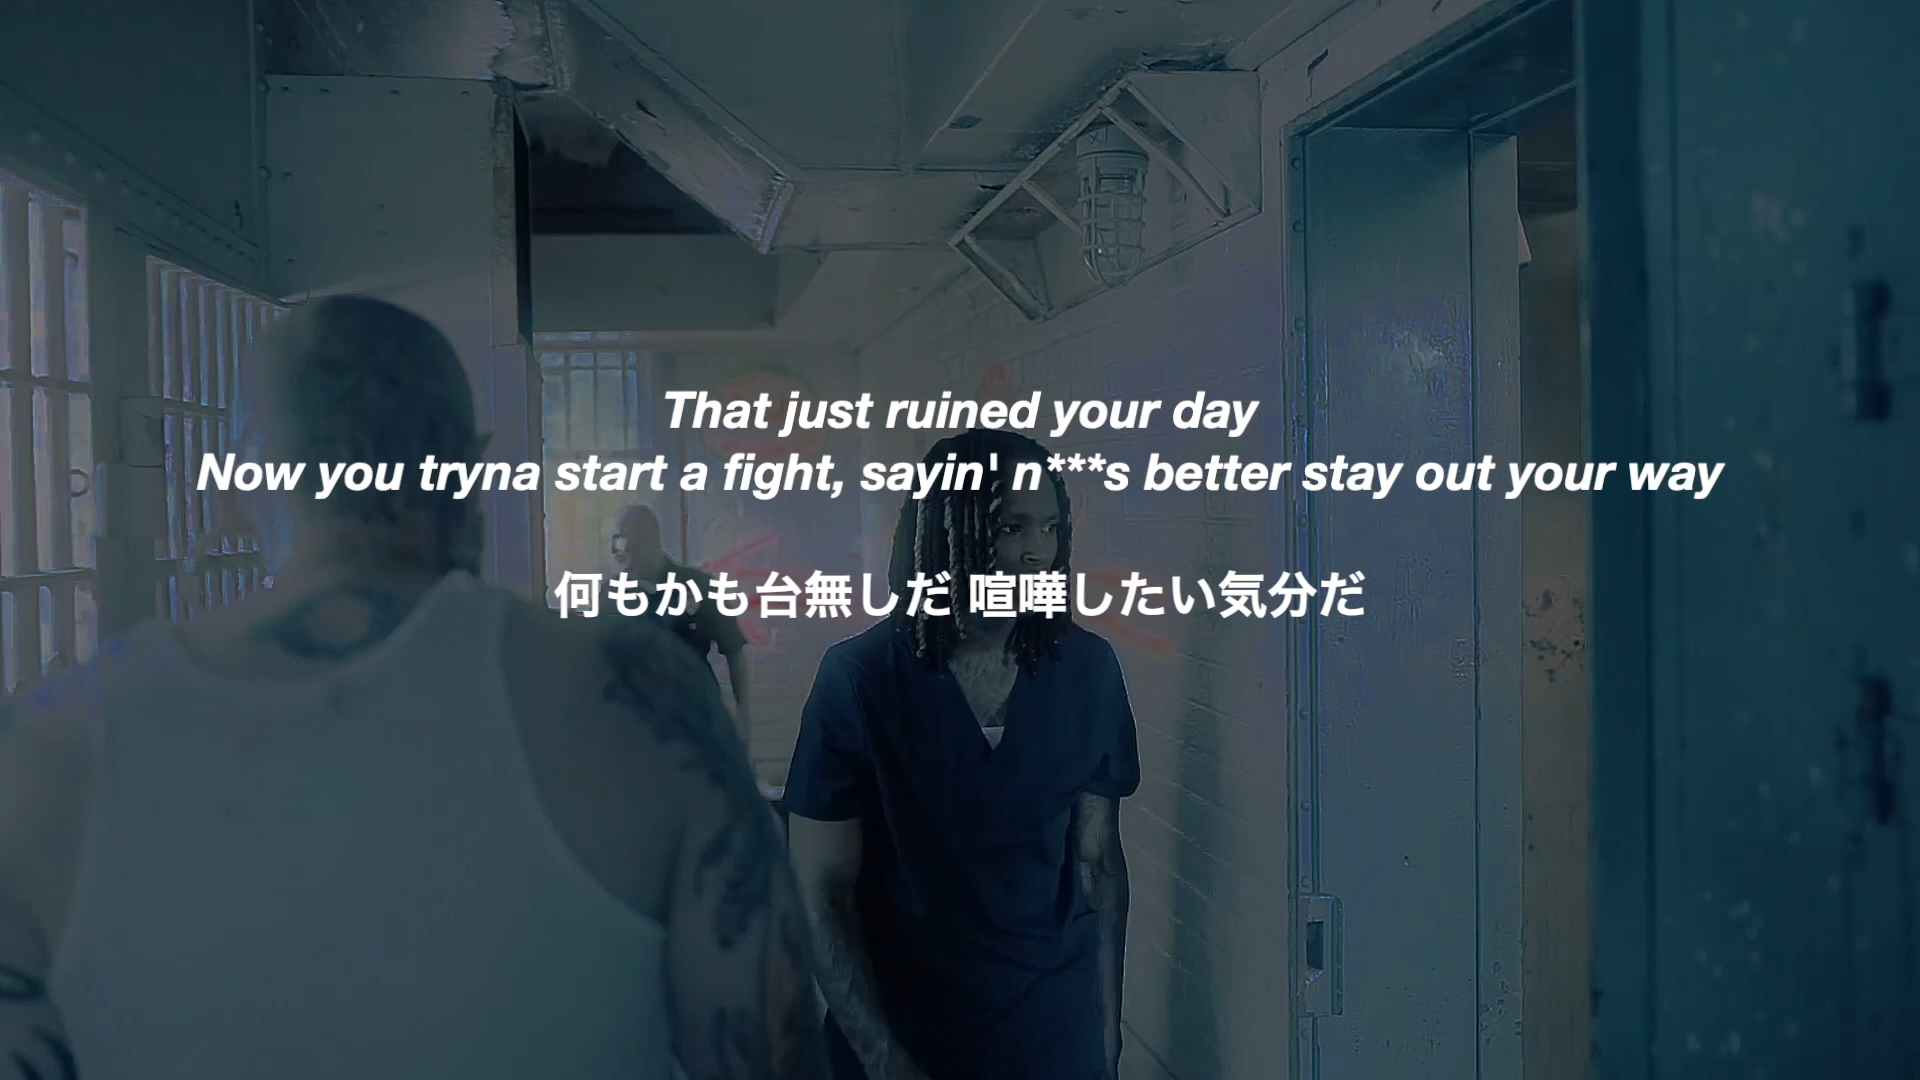 That just ruined your day
Now you tryna start a fight, sayin' n***s better stay out your way
何もかも台無しだ 喧嘩したい気分だ